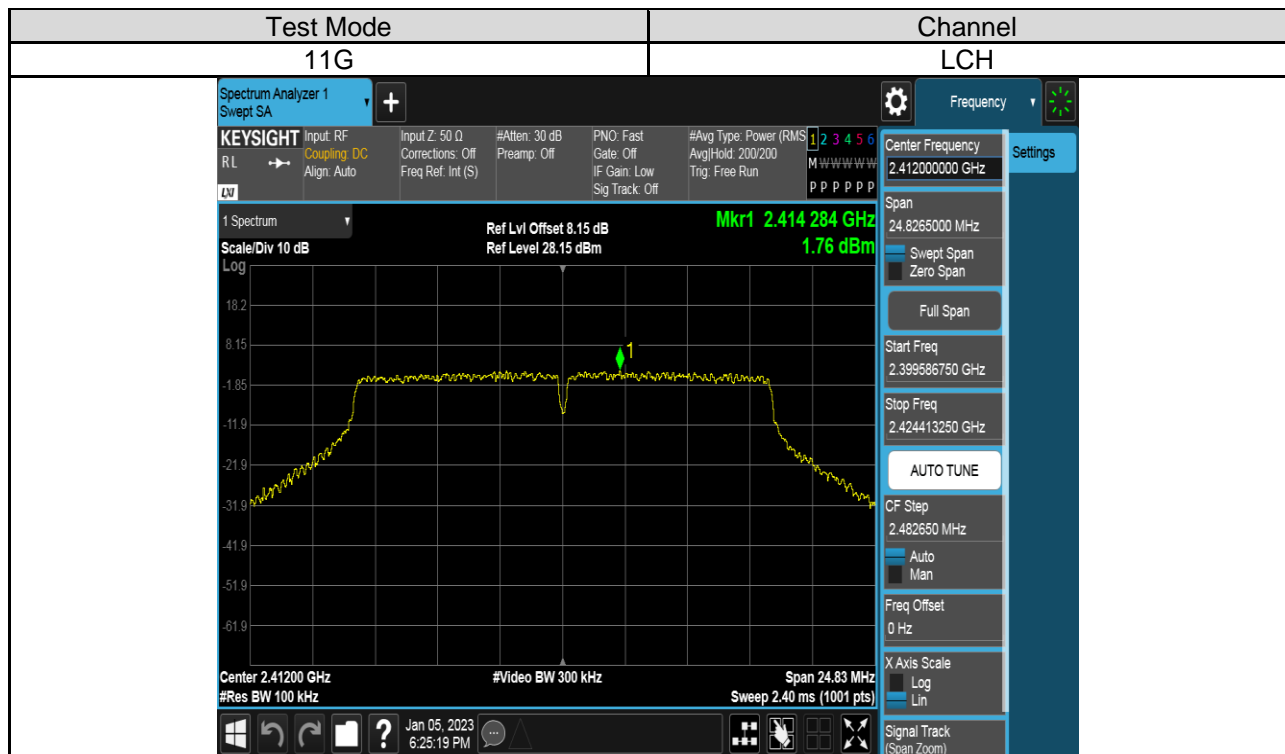 Test Mode Channel
11G LCH
Spectrum Analyzer 1
Swept SA
+
Frequency
KEYSIGHT Input: RF Input Z: 50 Ω #Atten: 30 dB PNO: Fast #Avg Type: Power (RMS 1 2 3 4 5 6
R L Coupling: DC Corrections: Off Preamp: Off Gate: Off Avg|Hold: 200/200 M W W W W W
Align: Auto Freq Ref: Int (S) IF Gain: Low Trig: Free Run
LXI Sig Track: Off P P P P P P
1 Spectrum
Ref Lvl Offset 8.15 dB Mkr1 2.414 284 GHz
Scale/Div 10 dB Ref Level 28.15 dBm 1.76 dBm
Log
18.2
8.15
1
-1.85
-11.9
-21.9
-31.9
-41.9
-51.9
-61.9
Center 2.41200 GHz #Video BW 300 kHz Span 24.83 MHz
#Res BW 100 kHz Sweep 2.40 ms (1001 pts)
Center Frequency
2.412000000 GHz
Settings
Span
24.8265000 MHz
Swept Span
Zero Span
Full Span
Start Freq
2.399586750 GHz
Stop Freq
2.424413250 GHz
AUTO TUNE
CF Step
2.482650 MHz
Auto
Man
Freq Offset
0 Hz
X Axis Scale
Log
Lin
Signal Track
(Span Zoom)
? Jan 05, 2023
6:25:19 PM